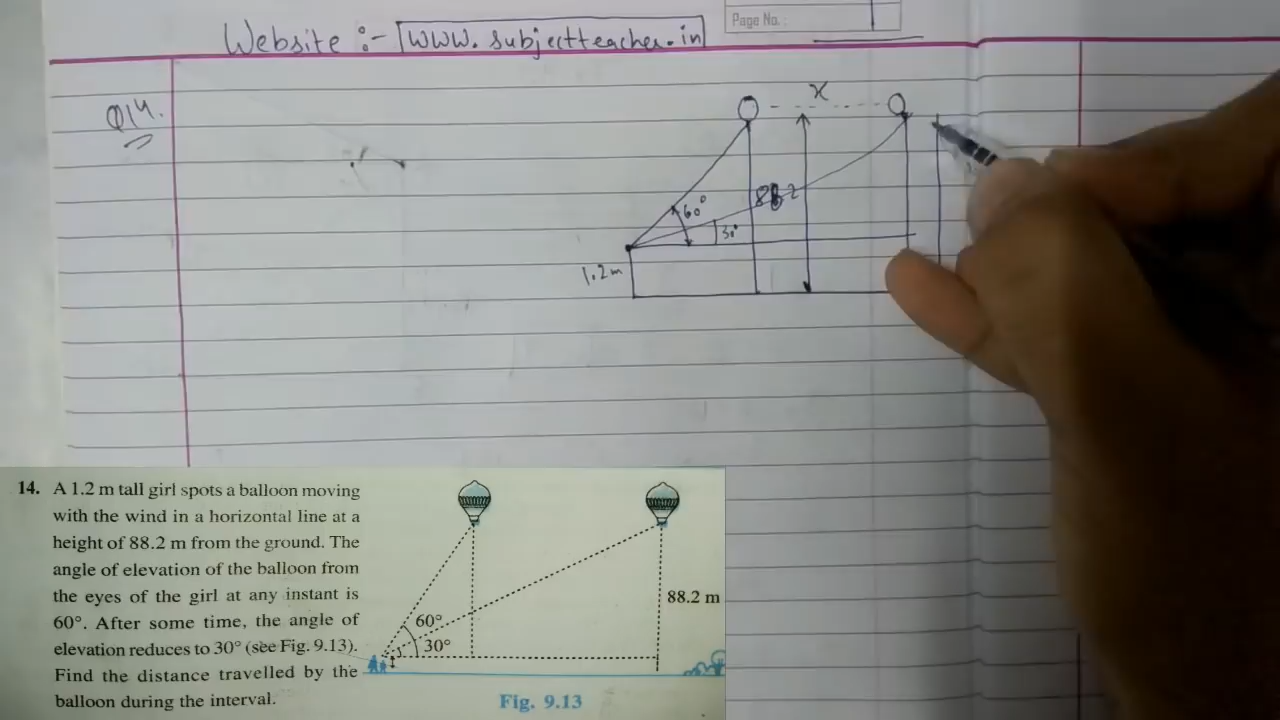 Page No.:
Website :- www.subjectteacher.in
Q14.
x
60°
882
30°
1.2m
14. A 1.2 m tall girl spots a balloon moving
with the wind in a horizontal line at a
height of 88.2 m from the ground. The
angle of elevation of the balloon from
the eyes of the girl at any instant is
60°. After some time, the angle of
elevation reduces to 30° (see Fig. 9.13).
Find the distance travelled by the
balloon during the interval.
60°
30°
88.2 m
Fig. 9.13